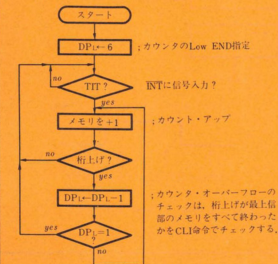 スタート
DPL←6 ;カウンタのLow END指定
no TIT? INTに信号入力?
yes
メモリを+1 ;カウント・アップ
no 桁上げ?
yes
DPL←DPL-1 ;カウンタ・オーバーフローの
チェックは、桁上げが最上信
部のメモリをすべて終わった
かをCLI命令でチェックする。
yes DPL=1
?
no